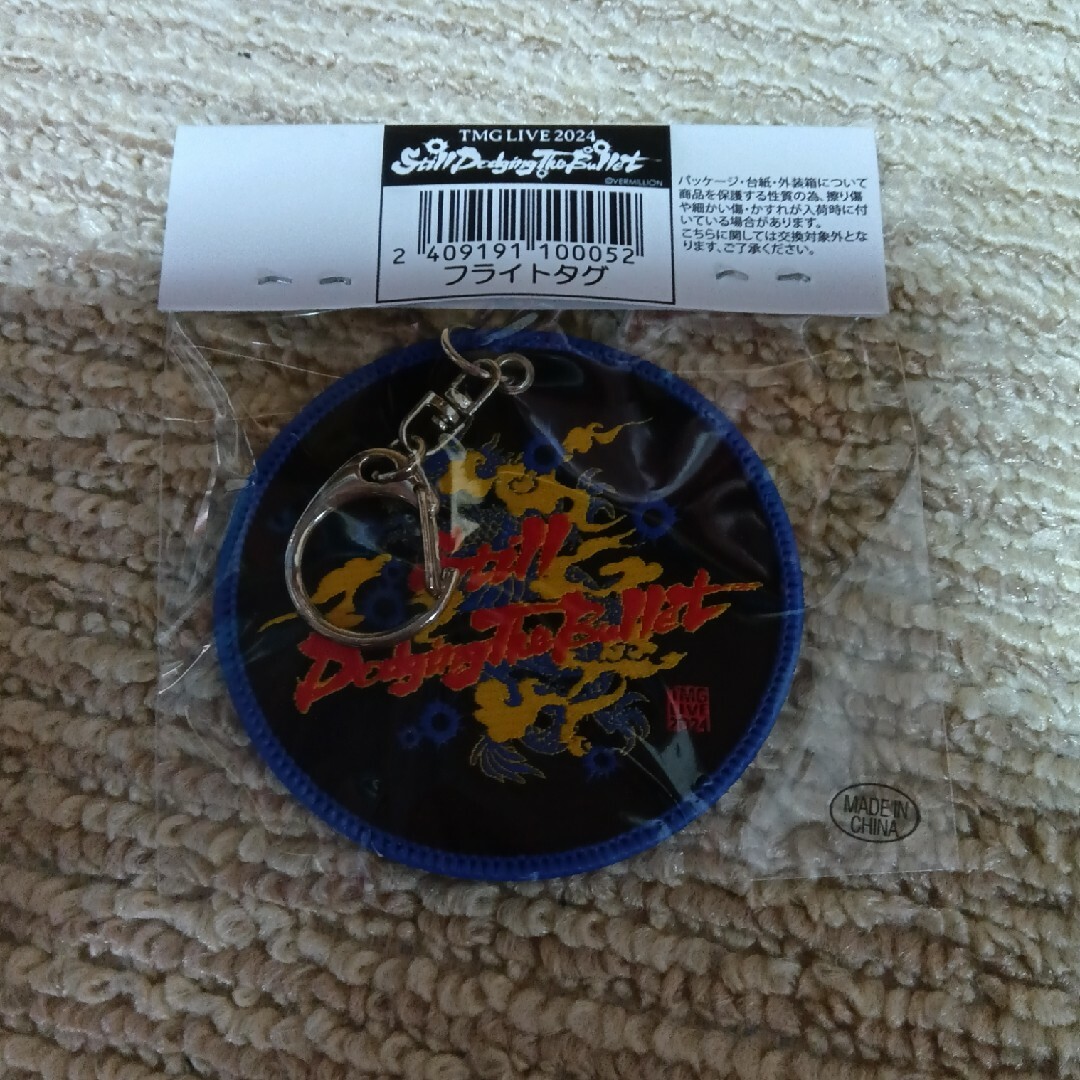 TMG LIVE 2024
Still Dodging The Bullet
©VERMILLION
2 409191 100052
フライトタグ
パッケージ・台紙・外装箱について
商品を保護する性質の為、擦り傷
や細かい傷・かすれが入荷時に付
いている場合があります。
こちらに関しては交換対象外とな
ります、ご了承ください。
Still
Dodging The Bullet
TMG
LIVE
2024
MADE IN
CHINA